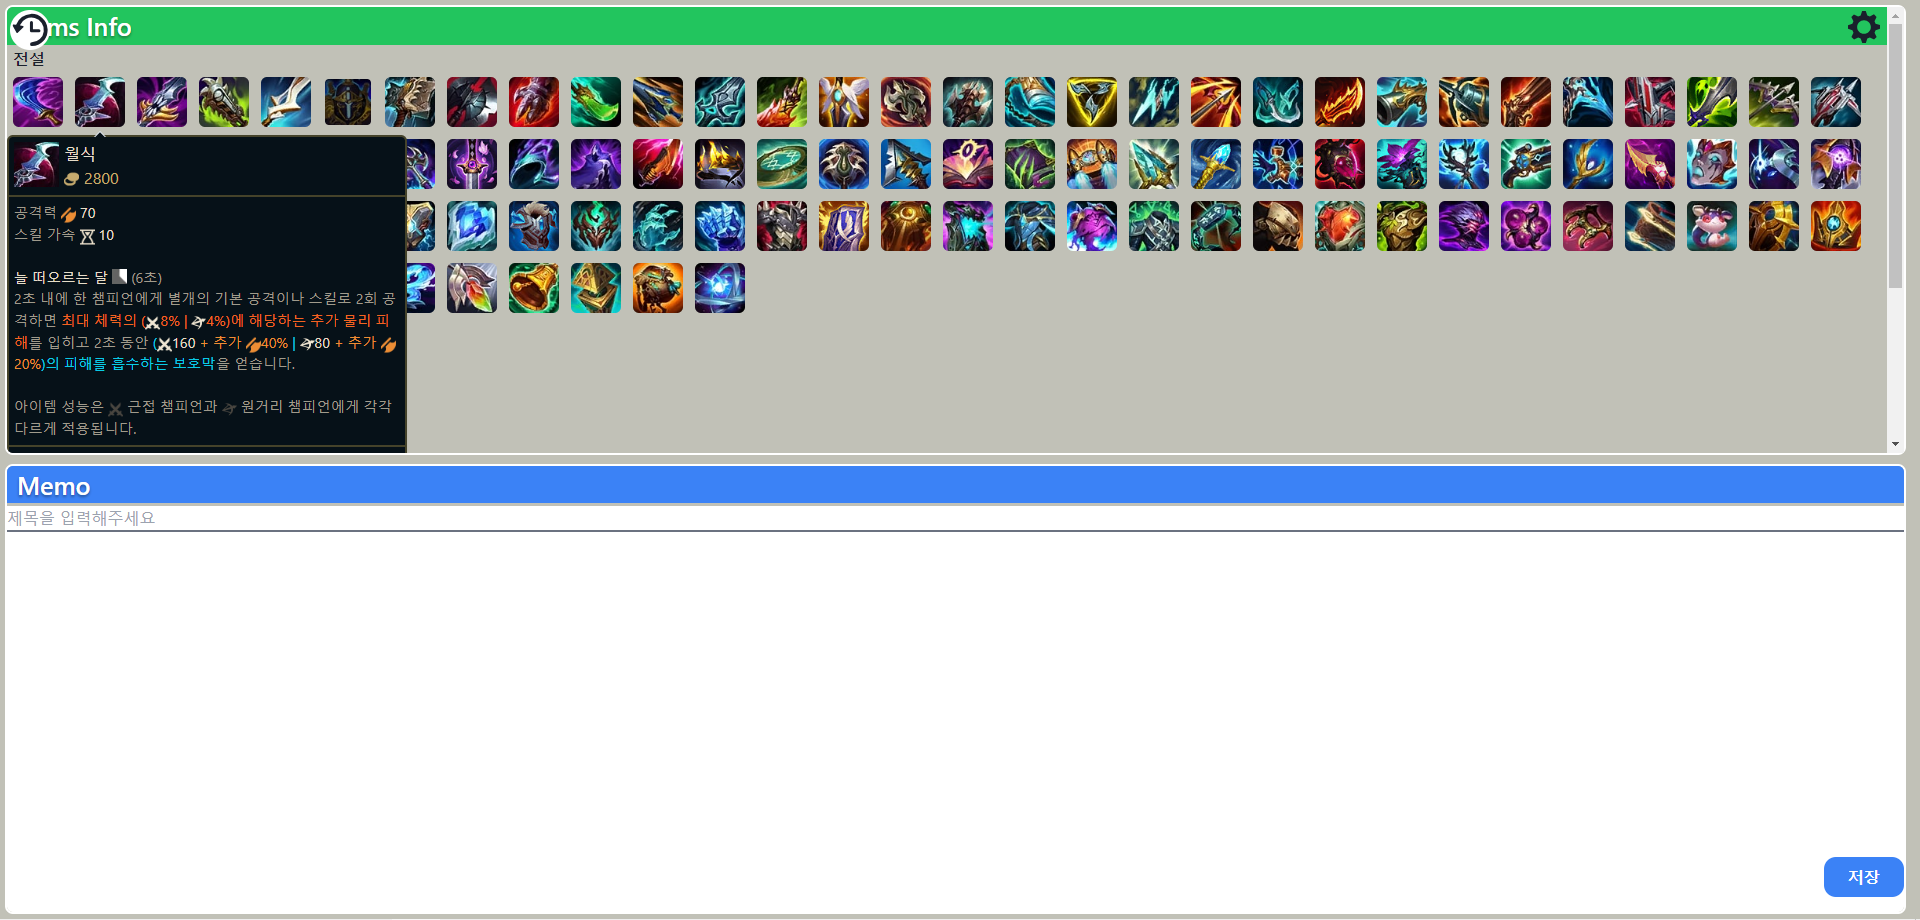 ms Info
전설
월식
2800
공격력 70
스킬 가속 10
늘 떠오르는 달 (6초)
2초 내에 한 챔피언에게 별개의 기본 공격이나 스킬로 2회 공
격하면 최대 체력의 (8% | 4%)에 해당하는 추가 물리 피
해를 입히고 2초 동안 (160 + 추가 40% | 80 + 추가
20%)의 피해를 흡수하는 보호막을 얻습니다.
아이템 성능은 근접 챔피언과 원거리 챔피언에게 각각
다르게 적용됩니다.
Memo
제목을 입력해주세요
저장